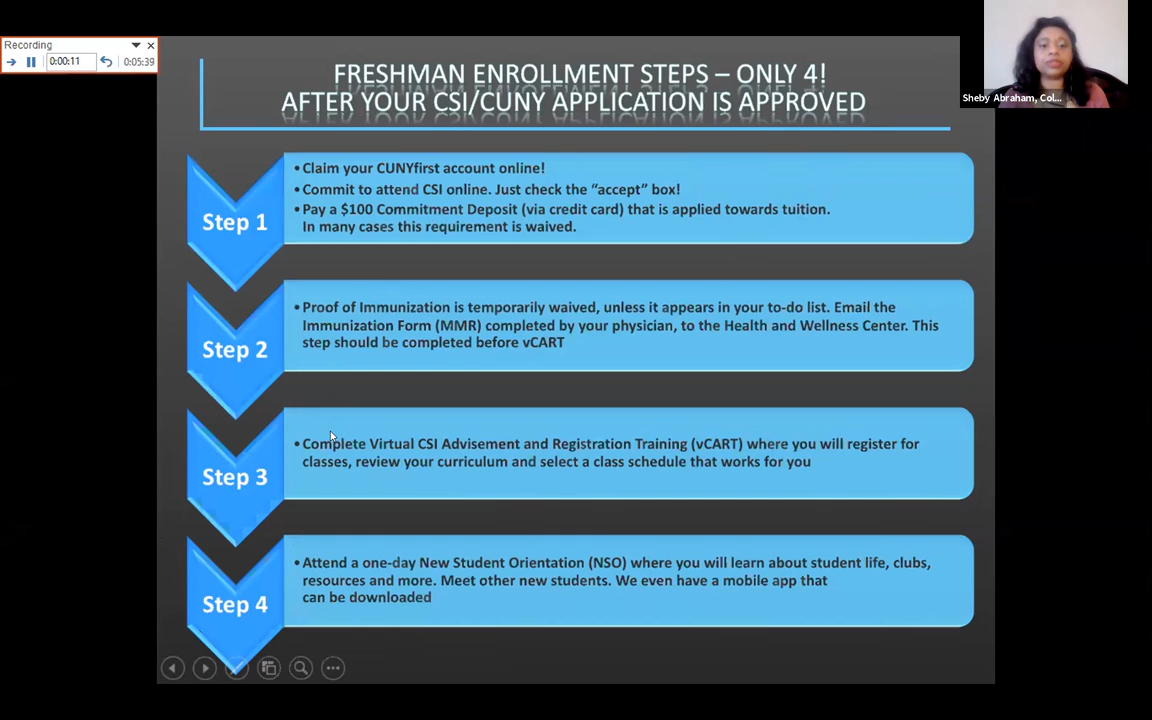 Recording
0:00:11
0:05:39
Sheby Abraham, Col...
FRESHMAN ENROLLMENT STEPS – ONLY 4!
AFTER YOUR CSI/CUNY APPLICATION IS APPROVED
Step 1
•Claim your CUNYfirst account online!
•Commit to attend CSI online. Just check the “accept” box!
•Pay a $100 Commitment Deposit (via credit card) that is applied towards tuition.
In many cases this requirement is waived.
Step 2
•Proof of Immunization is temporarily waived, unless it appears in your to-do list. Email the
Immunization Form (MMR) completed by your physician, to the Health and Wellness Center. This
step should be completed before vCART
Step 3
•Complete Virtual CSI Advisement and Registration Training (vCART) where you will register for
classes, review your curriculum and select a class schedule that works for you
Step 4
•Attend a one-day New Student Orientation (NSO) where you will learn about student life, clubs,
resources and more. Meet other new students. We even have a mobile app that
can be downloaded